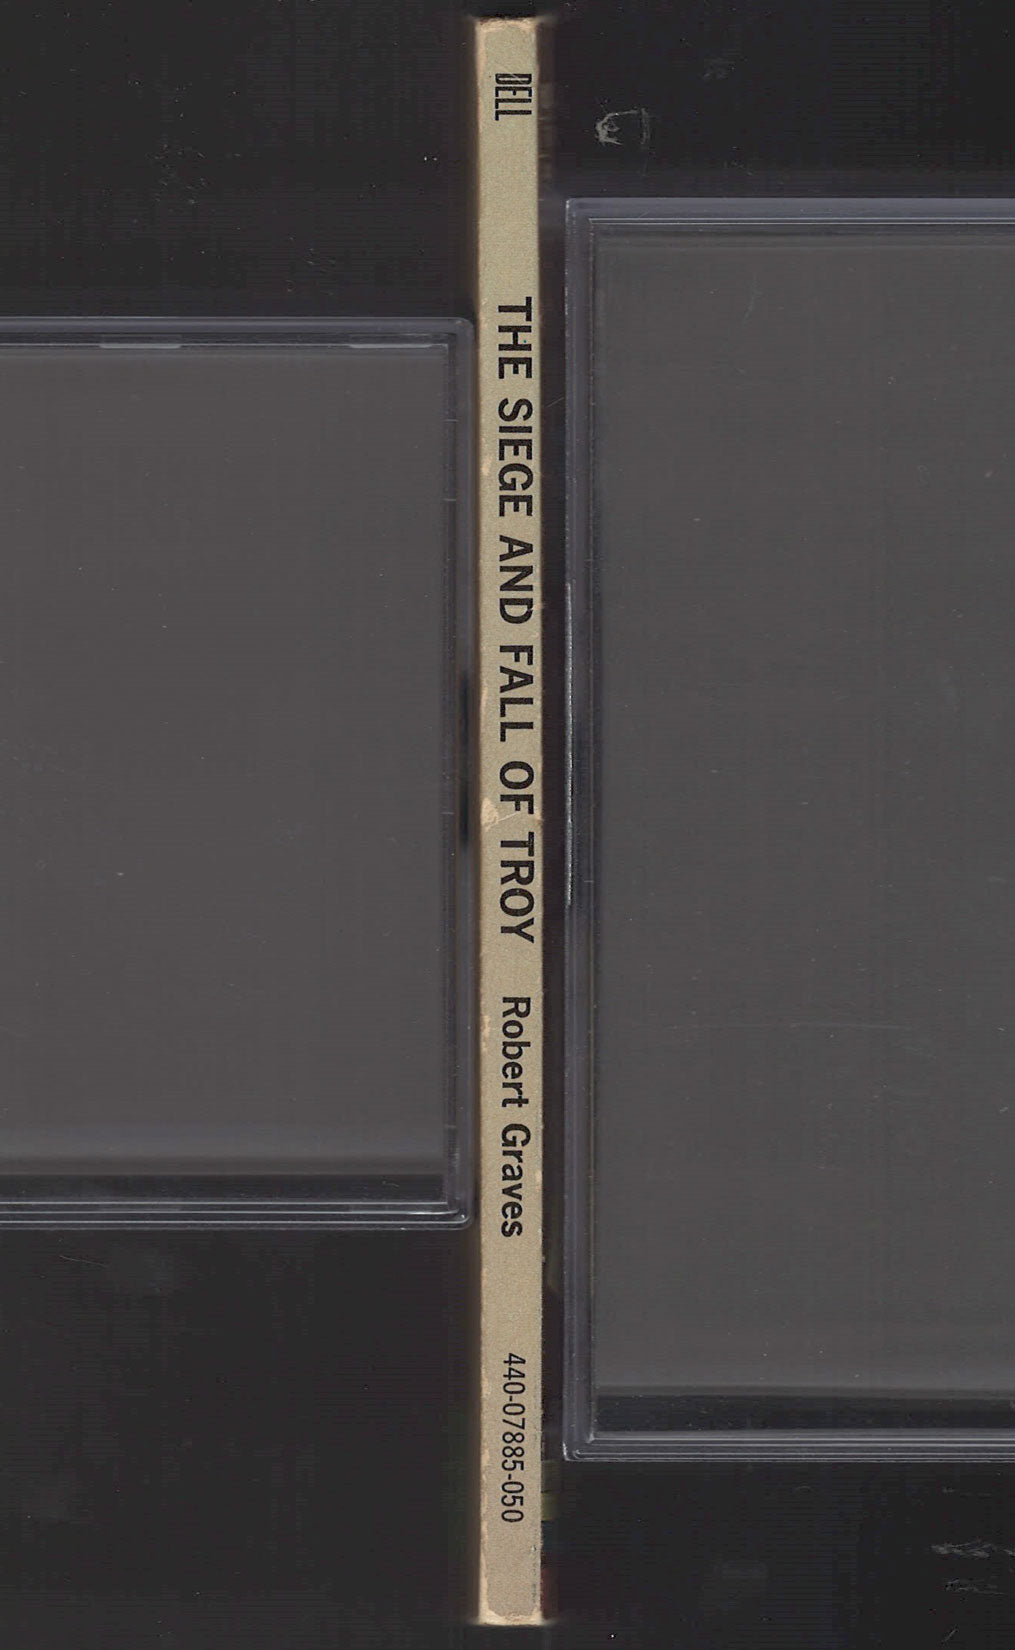 DELL
THE SIEGE AND FALL OF TROY
Robert Graves
440-07885-050